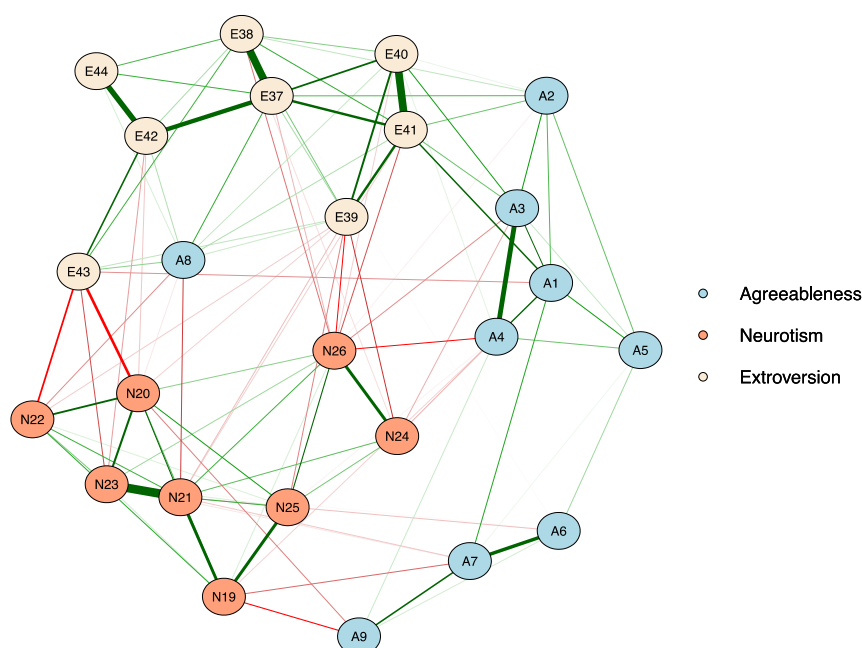 E38
E40
E44
E37
A2
E41
E42
A3
E39
A8
E43
A1
Agreeableness
A4
Neurotism
N26
A5
Extroversion
N20
N22
N24
N23
N21
N25
A6
A7
N19
A9